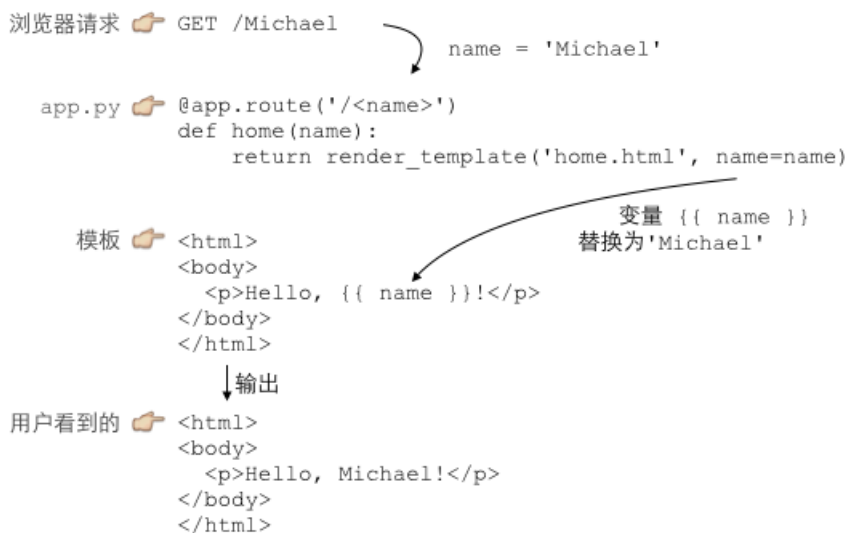 浏览器请求 GET /Michael
name = 'Michael'
app.py @app.route('/<name>')
def home(name):
return render_template('home.html', name=name)
变量 {{ name }}
替换为'Michael'
模板 <html>
<body>
<p>Hello, {{ name }}!</p>
</body>
</html>
输出
用户看到的 <html>
<body>
<p>Hello, Michael!</p>
</body>
</html>